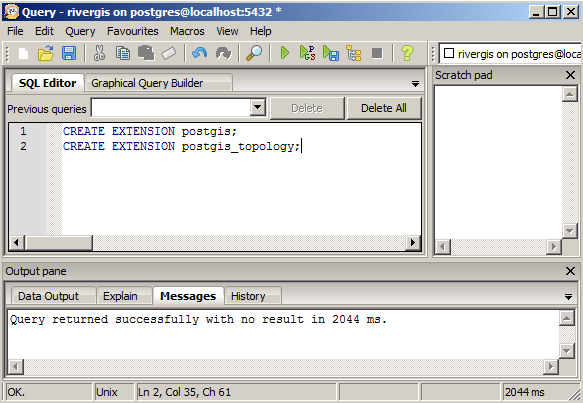 Query - rivergis on postgres@localhost:5432 *
File Edit Query Favourites Macros View Help
rivergis on postgres@loca
SQL Editor Graphical Query Builder
Scratch pad
Previous queries Delete Delete All
1 CREATE EXTENSION postgis;
2 CREATE EXTENSION postgis_topology;
Output pane
Data Output Explain Messages History
Query returned successfully with no result in 2044 ms.
OK. Unix Ln 2, Col 35, Ch 61 2044 ms